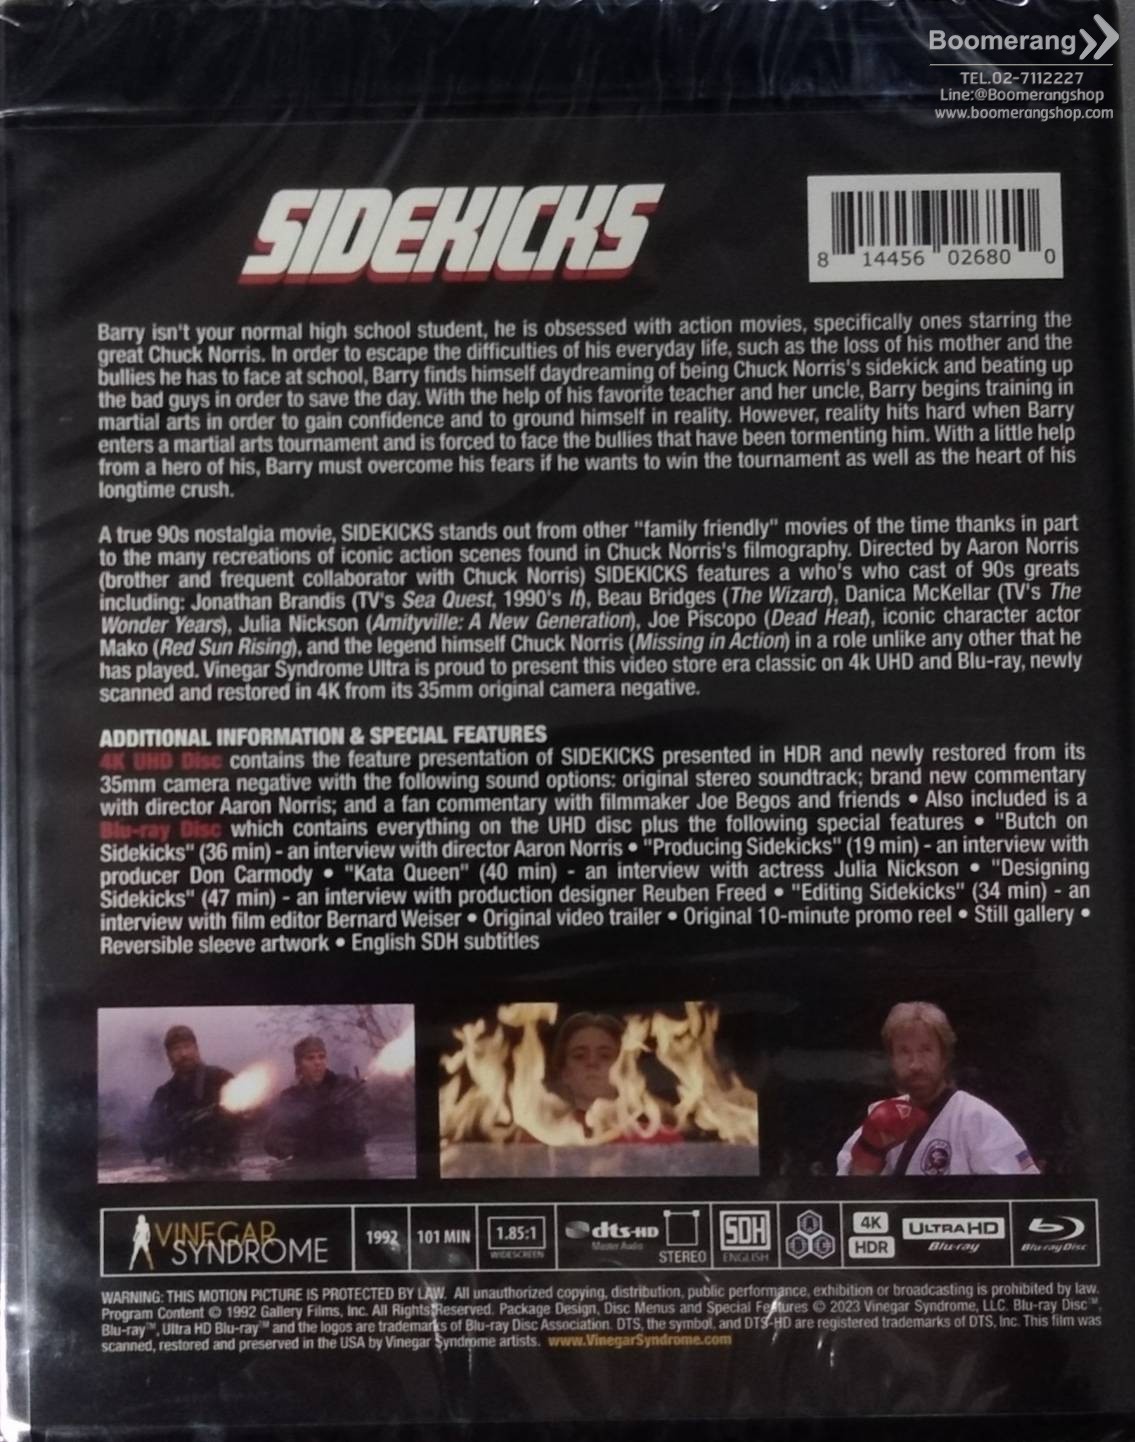 Boomerang
TEL.02-7112227
Line:@Boomerangshop
www.boomerangshop.com
SIDEKICKS
8 14456 02680 0
Barry isn't your normal high school student, he is obsessed with action movies, specifically ones starring the
great Chuck Norris. In order to escape the difficulties of his everyday life, such as the loss of his mother and the
bullies he has to face at school, Barry finds himself daydreaming of being Chuck Norris's sidekick and beating up
the bad guys in order to save the day. With the help of his favorite teacher and her uncle, Barry begins training in
martial arts in order to gain confidence and to ground himself in reality. However, reality hits hard when Barry
enters a martial arts tournament and is forced to face the bullies that have been tormenting him. With a little help
from a hero of his, Barry must overcome his fears if he wants to win the tournament as well as the heart of his
longtime crush.
A true 90s nostalgia movie, SIDEKICKS stands out from other "family friendly" movies of the time thanks in part
to the many recreations of iconic action scenes found in Chuck Norris's filmography. Directed by Aaron Norris
(brother and frequent collaborator with Chuck Norris) SIDEKICKS features a who's who cast of 90s greats
including: Jonathan Brandis (TV's Sea Quest, 1990's It), Beau Bridges (The Wizard), Danica McKellar (TV's The
Wonder Years), Julia Nickson (Amityville: A New Generation), Joe Piscopo (Dead Heat), iconic character actor
Mako (Red Sun Rising), and the legend himself Chuck Norris (Missing in Action) in a role unlike any other that he
has played. Vinegar Syndrome Ultra is proud to present this video store era classic on 4k UHD and Blu-ray, newly
scanned and restored in 4K from its 35mm original camera negative.
ADDITIONAL INFORMATION & SPECIAL FEATURES
4K UHD Disc contains the feature presentation of SIDEKICKS presented in HDR and newly restored from its
35mm camera negative with the following sound options: original stereo soundtrack; brand new commentary
with director Aaron Norris; and a fan commentary with filmmaker Joe Begos and friends • Also included is a
Blu-ray Disc which contains everything on the UHD disc plus the following special features • "Butch on
Sidekicks" (36 min) - an interview with director Aaron Norris • "Producing Sidekicks" (19 min) - an interview with
producer Don Carmody • "Kata Queen" (40 min) - an interview with actress Julia Nickson • "Designing
Sidekicks" (47 min) - an interview with production designer Reuben Freed • "Editing Sidekicks" (34 min) - an
interview with film editor Bernard Weiser • Original video trailer • Original 10-minute promo reel • Still gallery •
Reversible sleeve artwork • English SDH subtitles
VINEGAR
SYNDROME
1992
101 MIN
1.85:1
WIDESCREEN
dts-HD
Master Audio
STEREO
SDH
ENGLISH
A B C
4K
HDR
ULTRA HD
Blu-ray
Blu-ray Disc
WARNING: THIS MOTION PICTURE IS PROTECTED BY LAW. All unauthorized copying, distribution, public performance, exhibition or broadcasting is prohibited by law.
Program Content © 1992 Gallery Films, Inc. All Rights Reserved. Package Design, Disc Menus and Special Features © 2023 Vinegar Syndrome, LLC. Blu-ray Disc™,
Blu-ray™, Ultra HD Blu-ray™ and the logos are trademarks of Blu-ray Disc Association. DTS, the symbol, and DTS-HD are registered trademarks of DTS, Inc. This film was
scanned, restored and preserved in the USA by Vinegar Syndrome artists. www.VinegarSyndrome.com